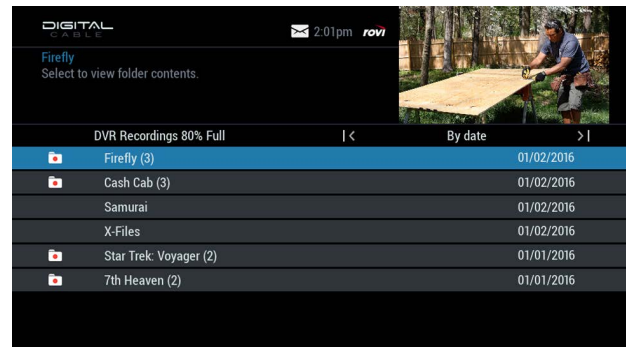 DIGITAL
CABLE
2:01pm rovi
Firefly
Select to view folder contents.
DVR Recordings 80% Full |< By date >|
Firefly (3) 01/02/2016
Cash Cab (3) 01/02/2016
Samurai 01/02/2016
X-Files 01/02/2016
Star Trek: Voyager (2) 01/01/2016
7th Heaven (2) 01/01/2016